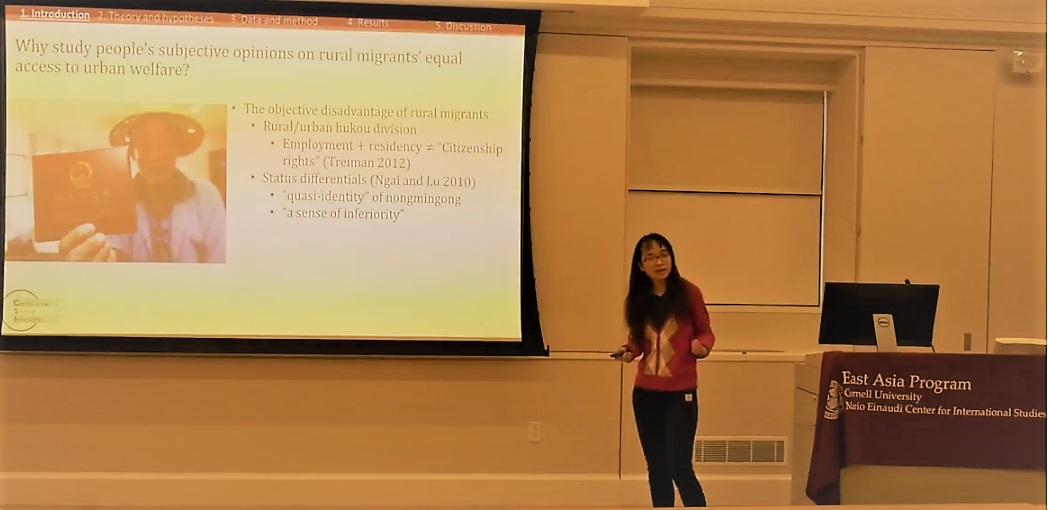 1. Introduction 2. Theory and hypotheses 3. Data and method 4. Results 5. Discussion
Why study people's subjective opinions on rural migrants' equal
access to urban welfare?
• The objective disadvantage of rural migrants
• Rural/urban hukou division
• Employment + residency ≠ "Citizenship
rights" (Treiman 2012)
• Status differentials (Ngai and Lu 2010)
• "quasi-identity" of nongmingong
• "a sense of inferiority"
DELL
East Asia Program
Cornell University
Mario Einaudi Center for International Studies